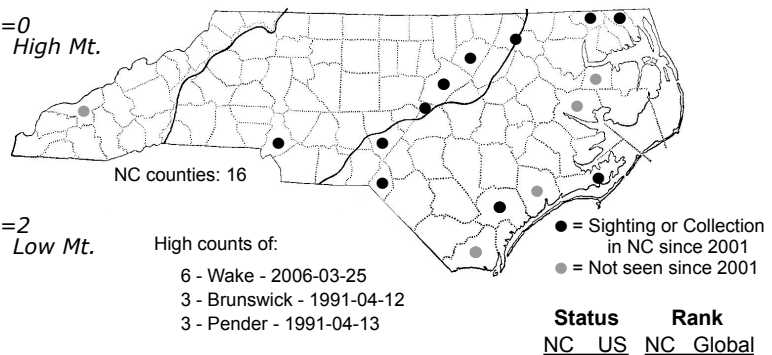 =0
High Mt.
NC counties: 16
=2
Low Mt.
High counts of:
6 - Wake - 2006-03-25
3 - Brunswick - 1991-04-12
3 - Pender - 1991-04-13
= Sighting or Collection
in NC since 2001
= Not seen since 2001
Status Rank
NC US NC Global